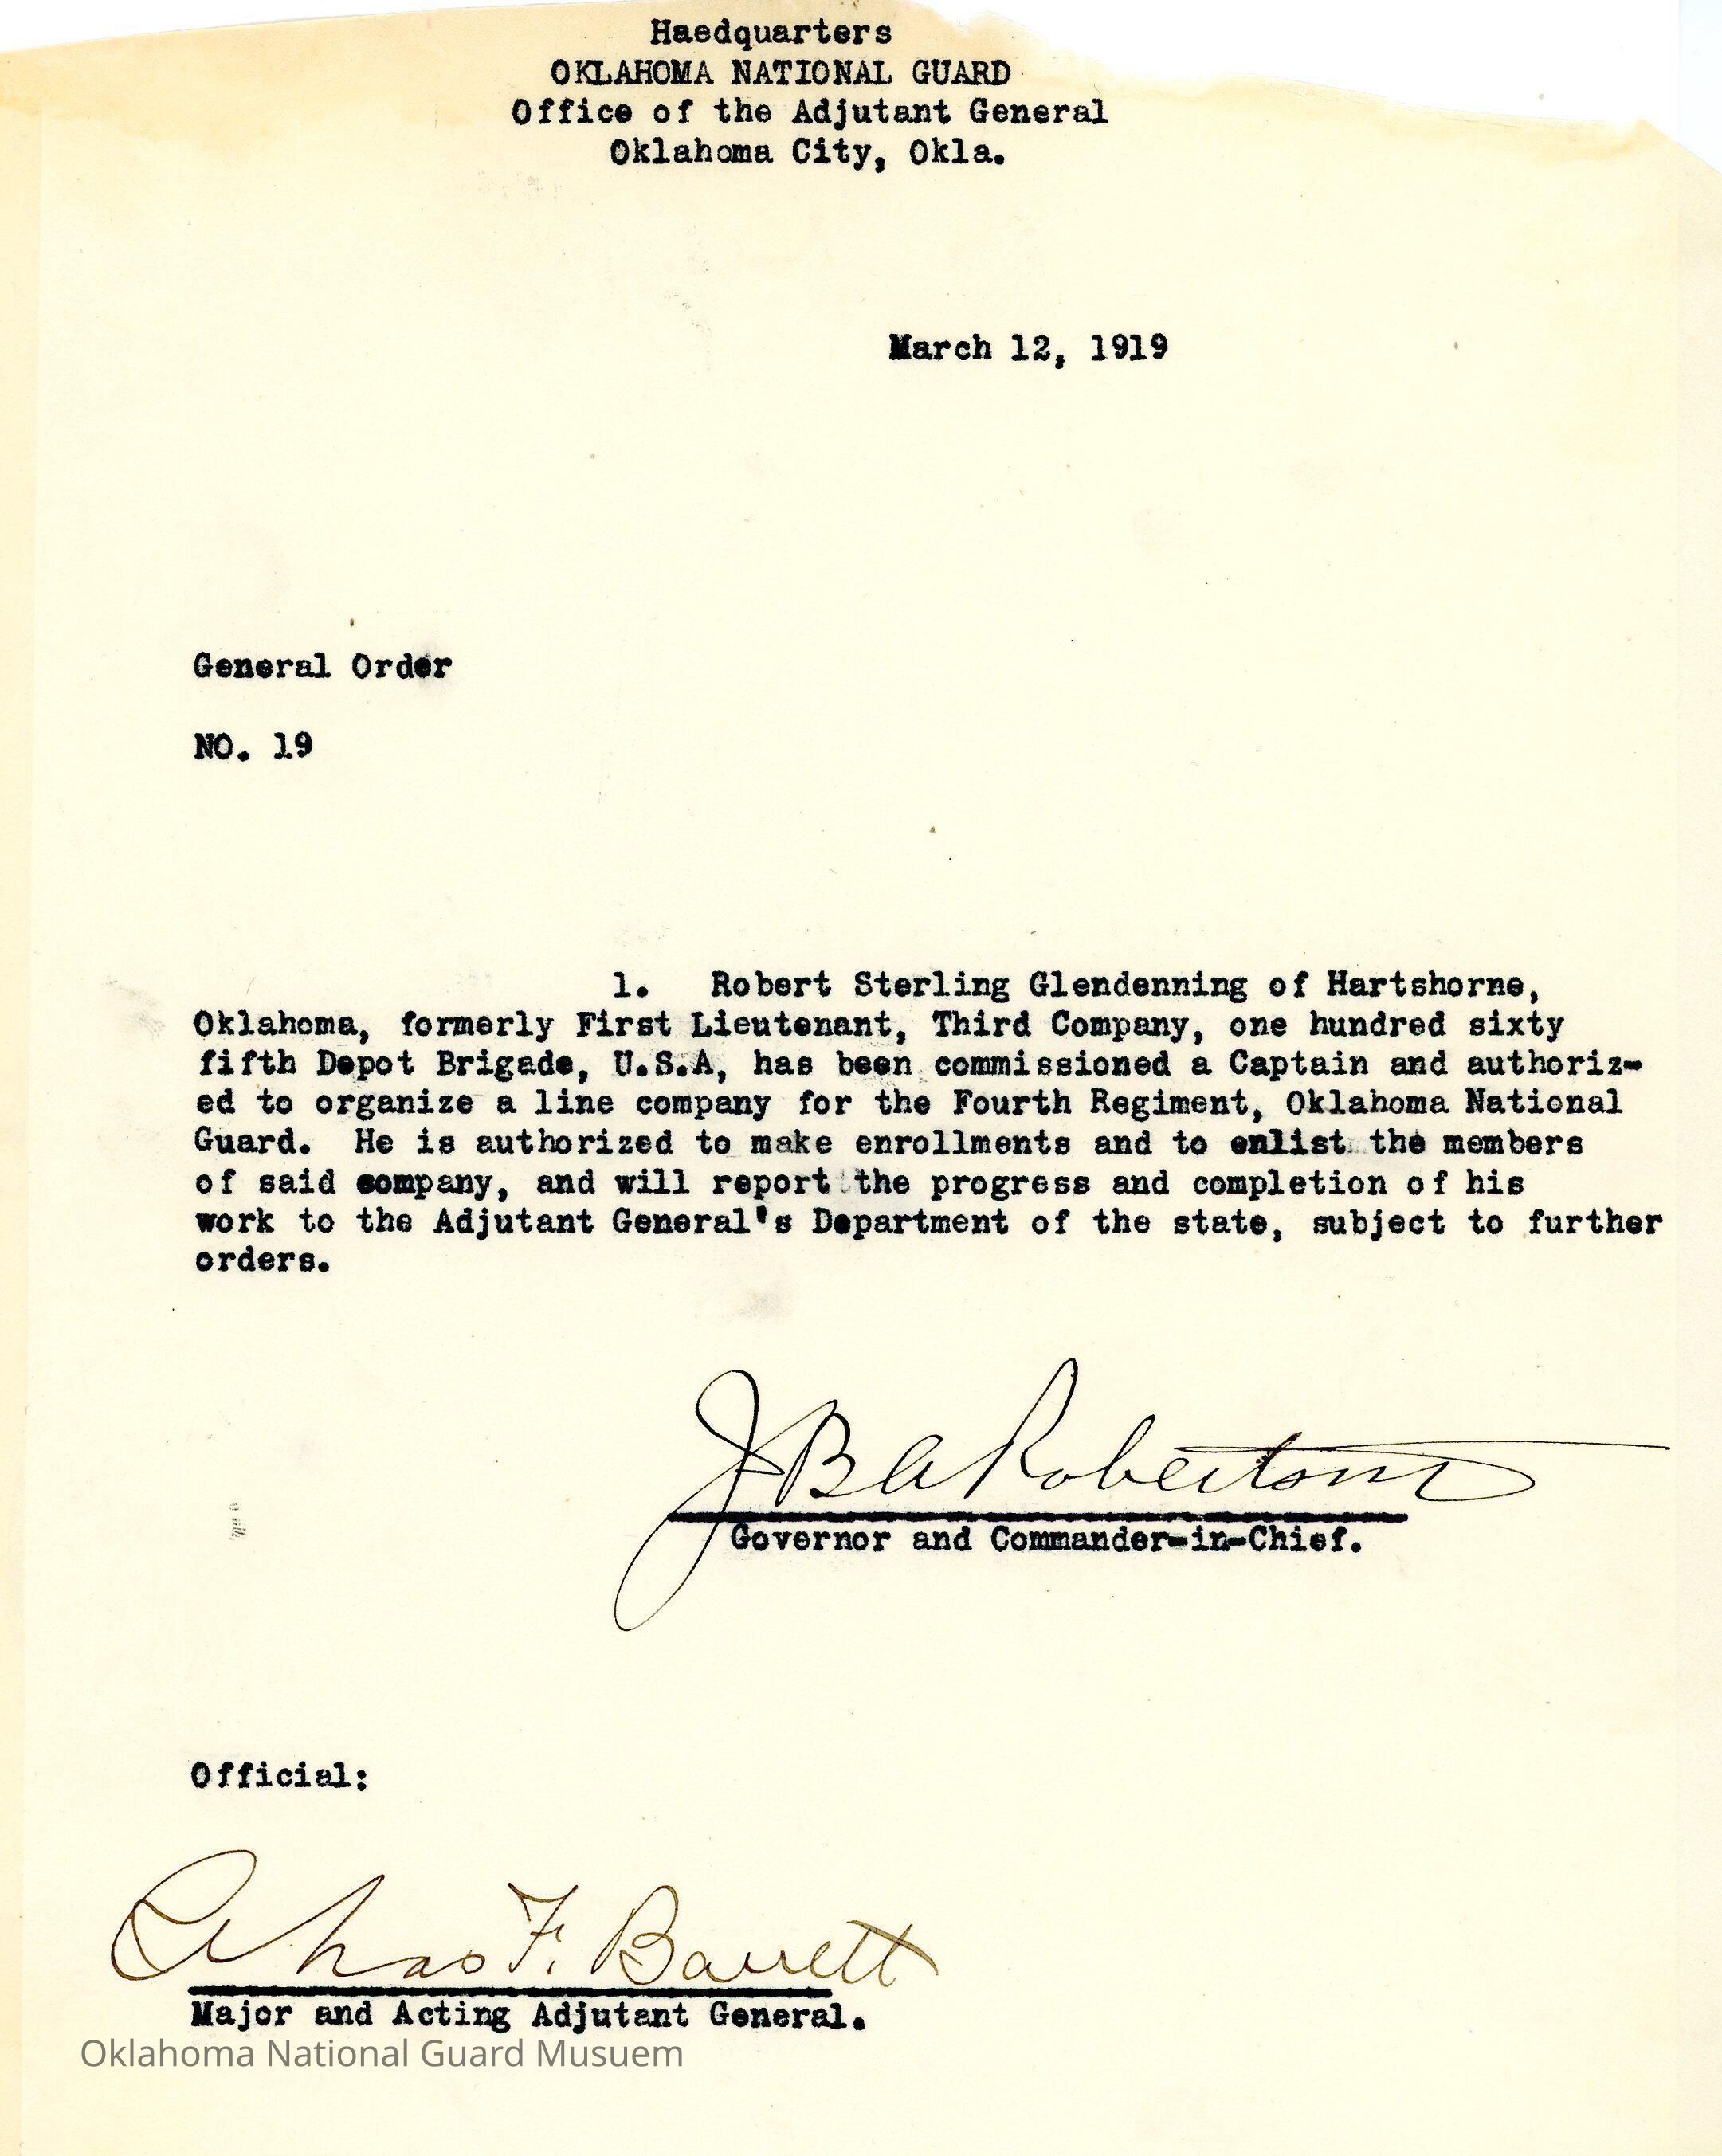 Haedquarters
OKLAHOMA NATIONAL GUARD
Office of the Adjutant General
Oklahoma City, Okla.
March 12, 1919
General Order
NO. 19
1. Robert Sterling Glendenning of Hartshorne,
Oklahoma, formerly First Lieutenant, Third Company, one hundred sixty
fifth Depot Brigade, U.S.A, has been commissioned a Captain and authoriz-
ed to organize a line company for the Fourth Regiment, Oklahoma National
Guard. He is authorized to make enrollments and to enlist the members
of said company, and will report the progress and completion of his
work to the Adjutant General's Department of the state, subject to further
orders.
J B A Robertson
Governor and Commander-in-Chief.
Official:
Chas F. Barrett
Major and Acting Adjutant General.
Oklahoma National Guard Musuem